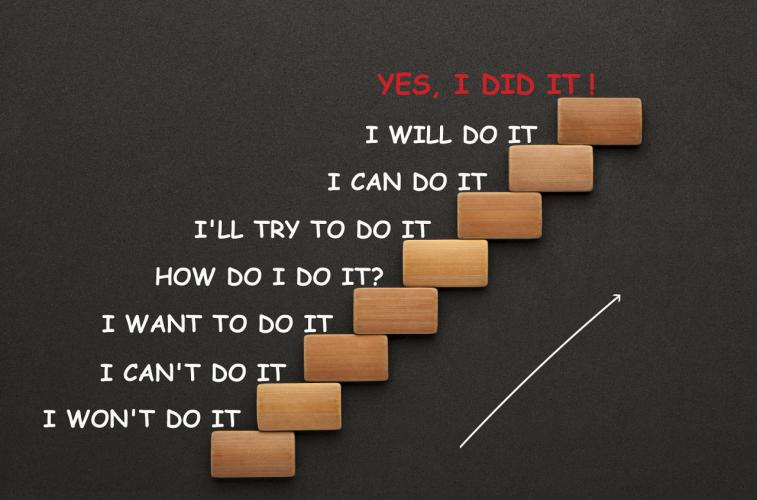 YES, I DID IT!
I WILL DO IT
I CAN DO IT
I'LL TRY TO DO IT
HOW DO I DO IT?
I WANT TO DO IT
I CAN'T DO IT
I WON'T DO IT